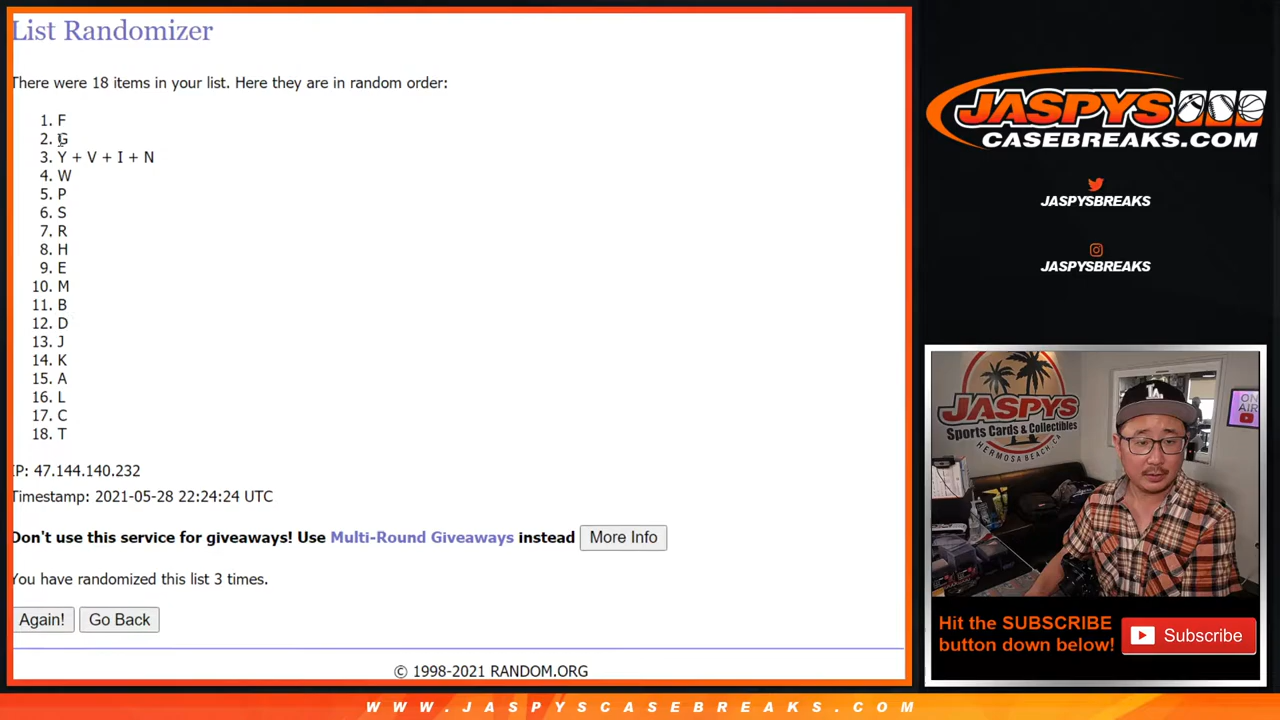 List Randomizer
There were 18 items in your list. Here they are in random order:
1. F
2. G
3. Y + V + I + N
4. W
5. P
6. S
7. R
8. H
9. E
10. M
11. B
12. D
13. J
14. K
15. A
16. L
17. C
18. T
IP: 47.144.140.232
Timestamp: 2021-05-28 22:24:24 UTC
Don't use this service for giveaways! Use Multi-Round Giveaways instead More Info
You have randomized this list 3 times.
Again! Go Back
© 1998-2021 RANDOM.ORG
JASPYS
CASEBREAKS.COM
JASPYSBREAKS
JASPYSBREAKS
JASPYS
Sports Cards & Collectibles
HERMOSA BEACH, CA
LA
ON
AIR
Hit the SUBSCRIBE
button down below!
Subscribe
WWW.JASPYSCASEBREAKS.COM